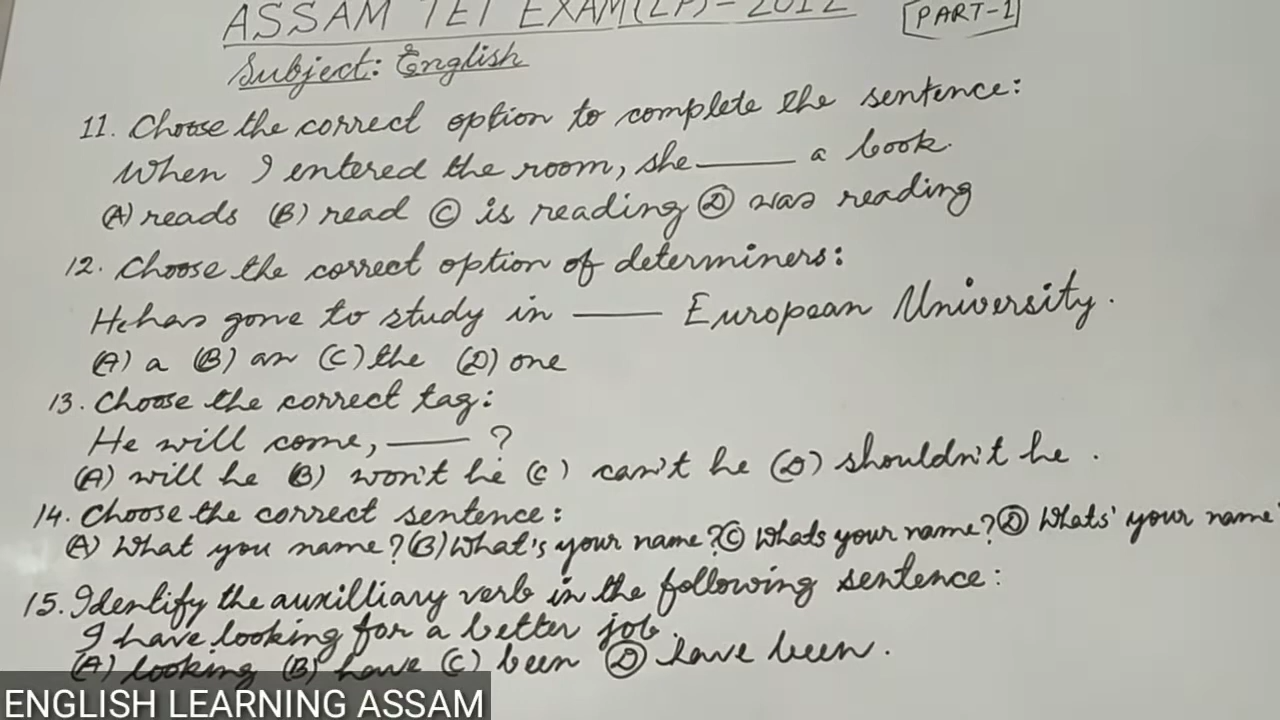 ASSAM TET EXAM(LP)-2012 [PART-1]
Subject: English
11. Choose the correct option to complete the sentence:
When I entered the room, she —— a book.
(A) reads (B) read (C) is reading (D) was reading
12. Choose the correct option of determiners:
He has gone to study in —— European University.
(A) a (B) an (C) the (D) one
13. Choose the correct tag:
He will come, —— ?
(A) will he (B) won't he (C) can't he (D) shouldn't he .
14. Choose the correct sentence:
(A) What you name? (B) What's your name? (C) Whats your name? (D) Whats' your name?
15. Identify the auxilliary verb in the following sentence:
I have looking for a better job.
(A) looking (B) have (C) been (D) have been.
ENGLISH LEARNING ASSAM